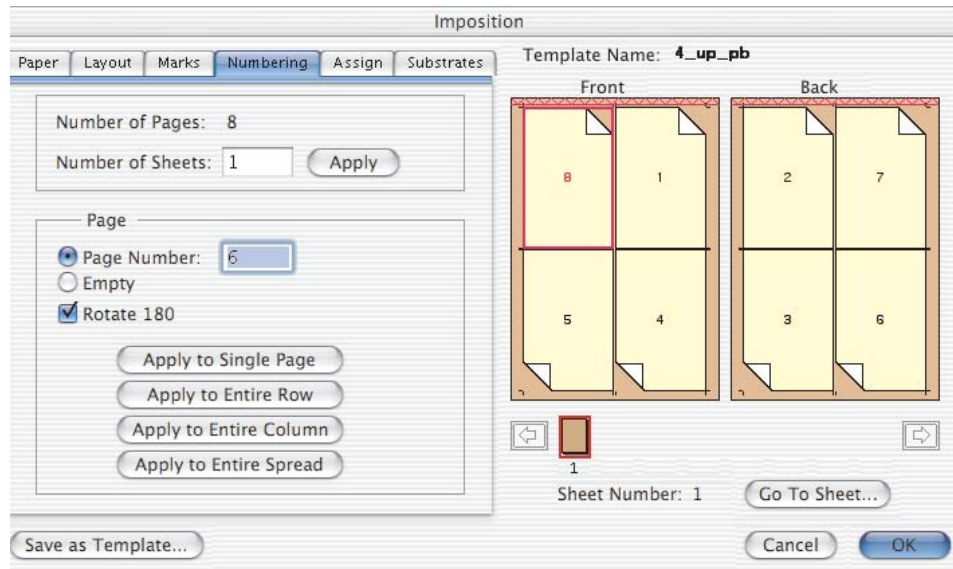 Imposition
Paper Layout Marks Numbering Assign Substrates
Number of Pages: 8
Number of Sheets: 1 Apply
Page
Page Number: 6
Empty
Rotate 180
Apply to Single Page
Apply to Entire Row
Apply to Entire Column
Apply to Entire Spread
Save as Template...
Template Name: 4_up_pb
Front Back
8 1 2 7
5 4 3 6
1
Sheet Number: 1 Go To Sheet...
Cancel OK